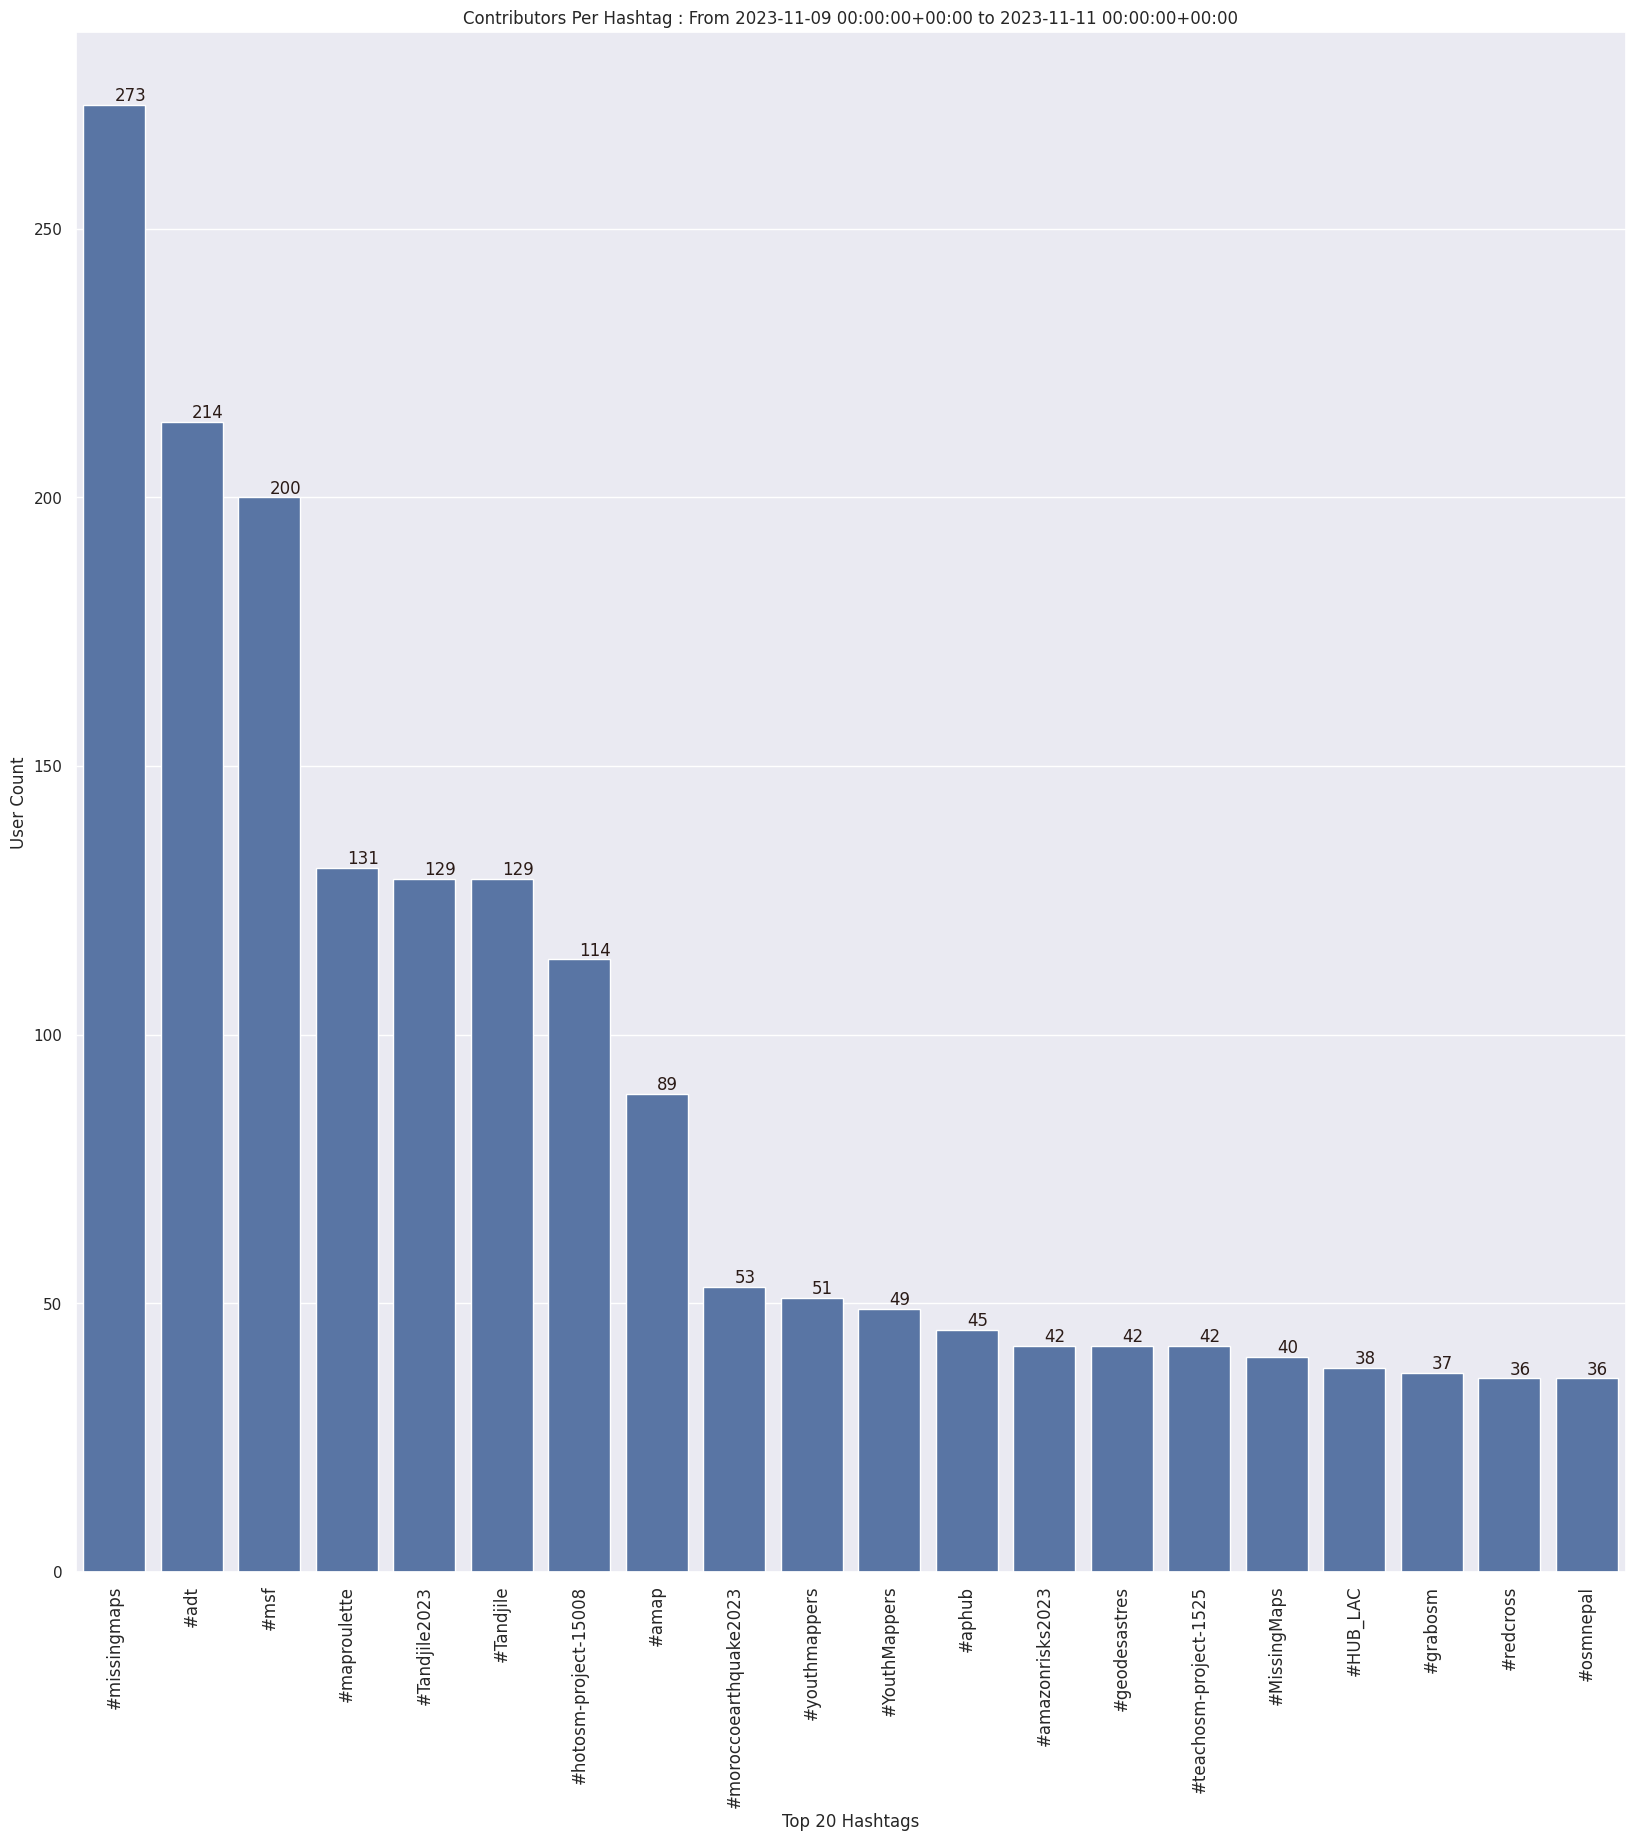 Contributors Per Hashtag : From 2023-11-09 00:00:00+00:00 to 2023-11-11 00:00:00+00:00
User Count
250
200
150
100
50
0
273
214
200
131
129
129
114
89
53
51
49
45
42
42
42
40
38
37
36
36
#missingmaps
#adt
#msf
#maproulette
#Tandjile2023
#Tandjile
#hotosm-project-15008
#amap
#moroccoearthquake2023
#youthmappers
#YouthMappers
#aphub
#amazonrisks2023
#geodesastres
#teachosm-project-1525
#MissingMaps
#HUB_LAC
#grabosm
#redcross
#osmnepal
Top 20 Hashtags